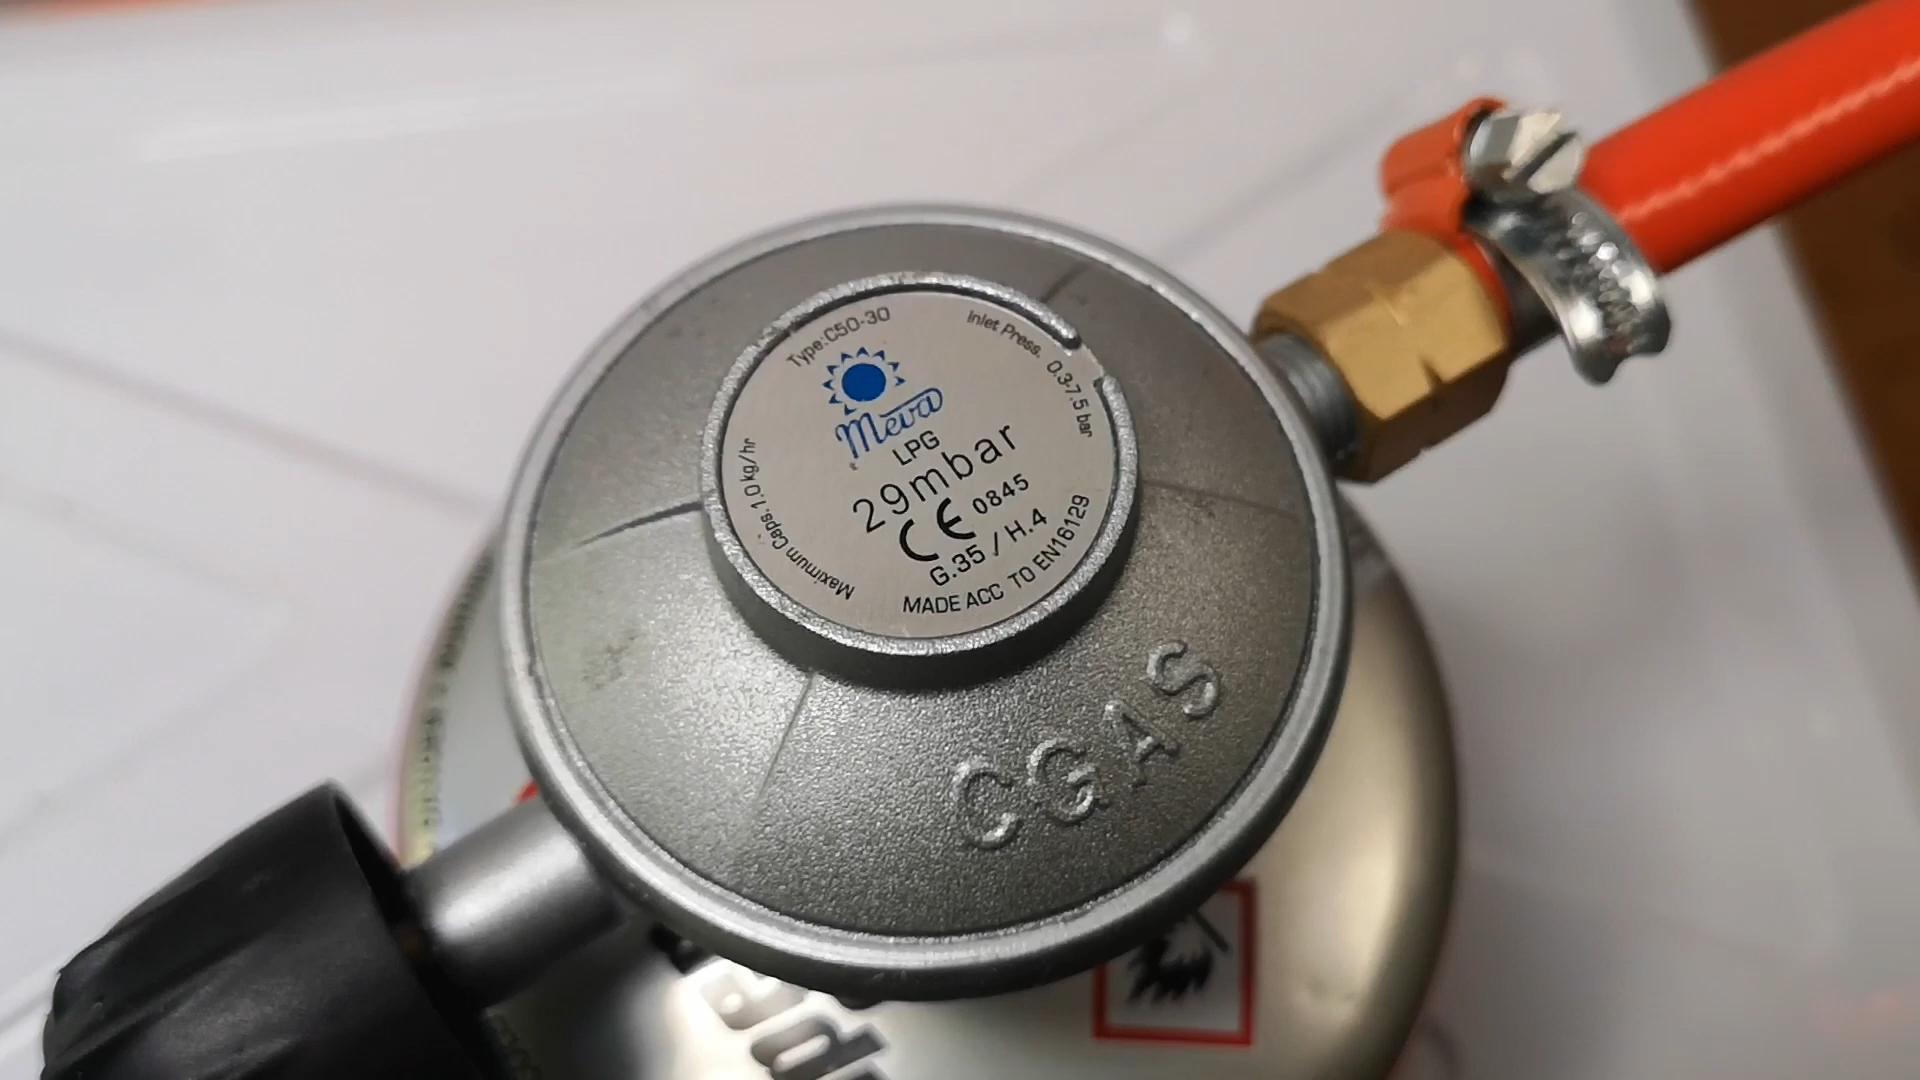 Type:C50-30
Inlet Press. 0.3-7.5 bar
Meva
LPG
29mbar
CE 0845
G.35 / H.4
MADE ACC TO EN16129
Maximum Caps.1.0 kg/hr
CGAS